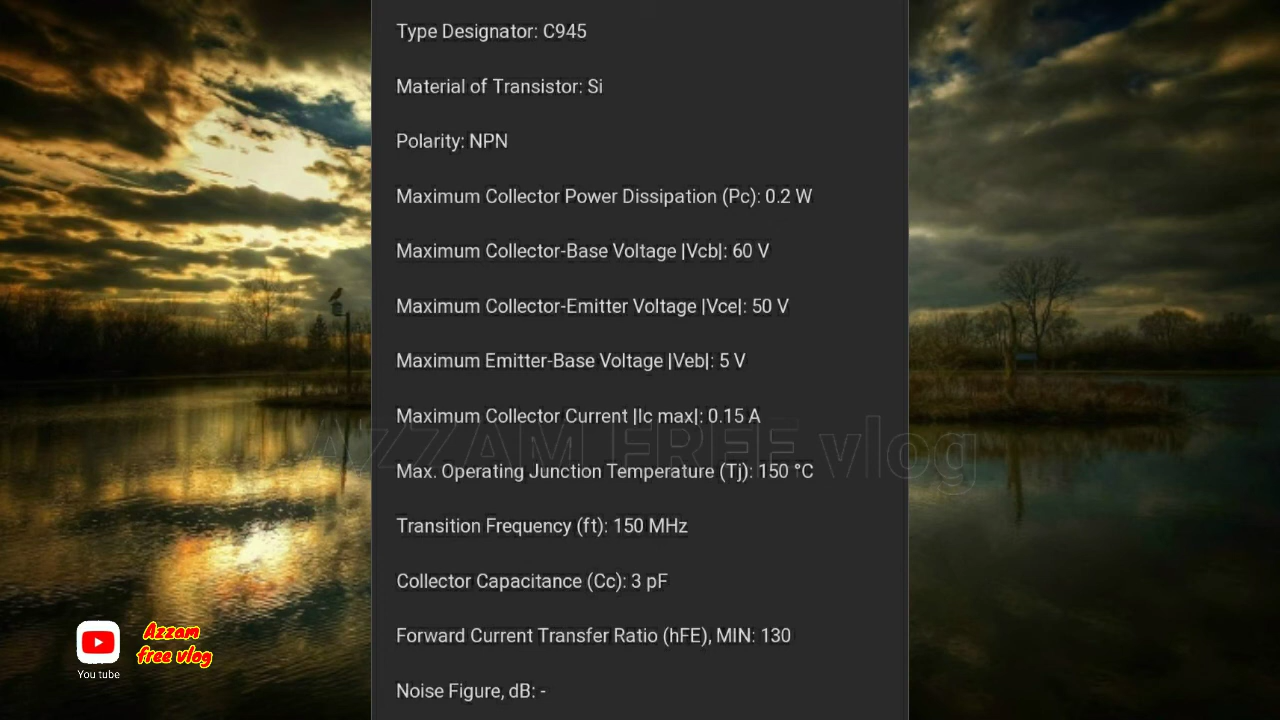 Type Designator: C945
Material of Transistor: Si
Polarity: NPN
Maximum Collector Power Dissipation (Pc): 0.2 W
Maximum Collector-Base Voltage |Vcb|: 60 V
Maximum Collector-Emitter Voltage |Vce|: 50 V
Maximum Emitter-Base Voltage |Veb|: 5 V
Maximum Collector Current |Ic max|: 0.15 A
AZZAM FREE vlog
Max. Operating Junction Temperature (Tj): 150 °C
Transition Frequency (ft): 150 MHz
Collector Capacitance (Cc): 3 pF
Forward Current Transfer Ratio (hFE), MIN: 130
Noise Figure, dB: -
Azzam
free vlog
You tube